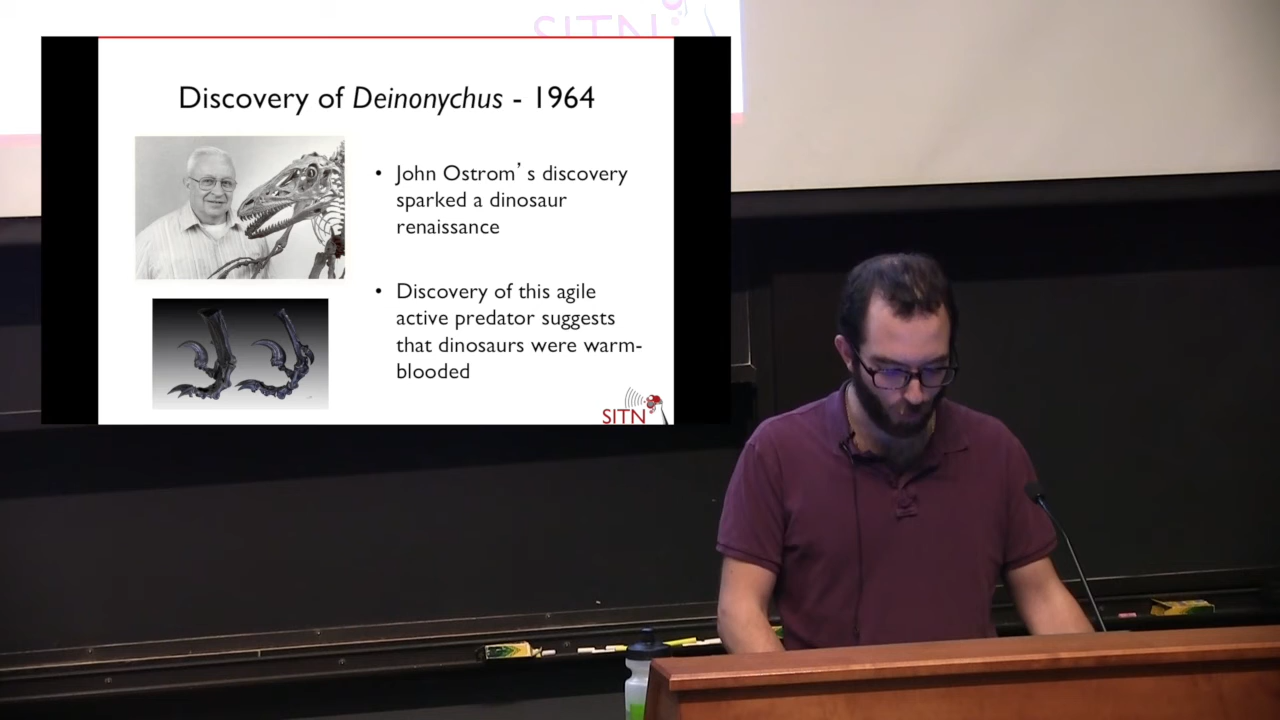 SITN
Discovery of Deinonychus - 1964
• John Ostrom’s discovery
sparked a dinosaur
renaissance
• Discovery of this agile
active predator suggests
that dinosaurs were warm-
blooded
SITN